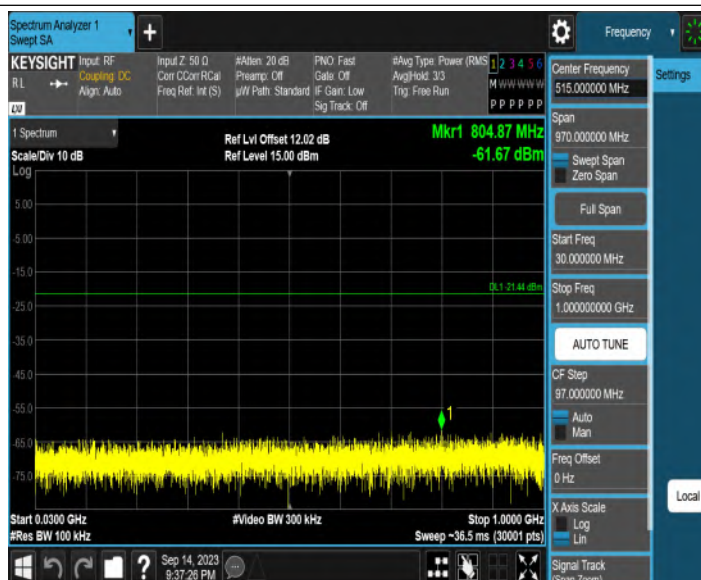 Spectrum Analyzer 1
Swept SA
Frequency
KEYSIGHT
RL
Input: RF
Coupling: DC
Align: Auto
Input Z: 50 Ω
Corr CCorr RCal
Freq Ref: Int (S)
#Atten: 20 dB
Preamp: Off
µW Path: Standard
PNO: Fast
Gate: Off
IF Gain: Low
Sig Track: Off
#Avg Type: Power (RMS
Avg|Hold: 3/3
Trig: Free Run
1 2 3 4 5 6
M W W W W W
P P P P P P
Center Frequency
515.000000 MHz
Settings
1 Spectrum
Scale/Div 10 dB
Log
Ref Lvl Offset 12.02 dB
Ref Level 15.00 dBm
Mkr1 804.87 MHz
-61.67 dBm
Span
970.000000 MHz
Swept Span
Zero Span
Full Span
Start Freq
30.000000 MHz
Stop Freq
1.000000000 GHz
AUTO TUNE
CF Step
97.000000 MHz
Auto
Man
Freq Offset
0 Hz
X Axis Scale
Log
Lin
Signal Track
(Span Zoom)
Local
5.00
-5.00
-15.0
DL1 -21.44 dBm
-25.0
-35.0
-45.0
-55.0
1
-65.0
-75.0
Start 0.0300 GHz
#Res BW 100 kHz
#Video BW 300 kHz
Stop 1.0000 GHz
Sweep ~36.5 ms (30001 pts)
?
Sep 14, 2023
9:37:26 PM